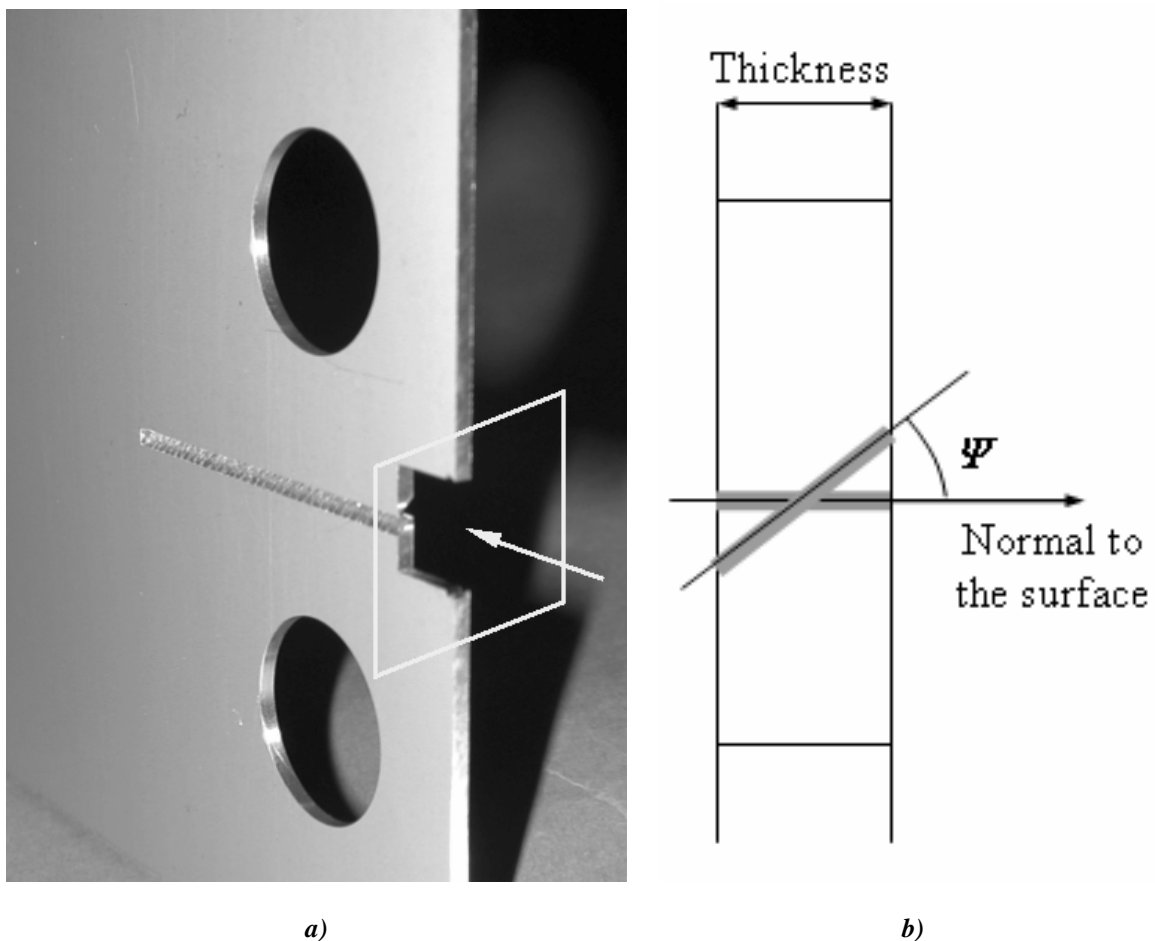 Thickness
Ψ
Normal to
the surface
a)
b)